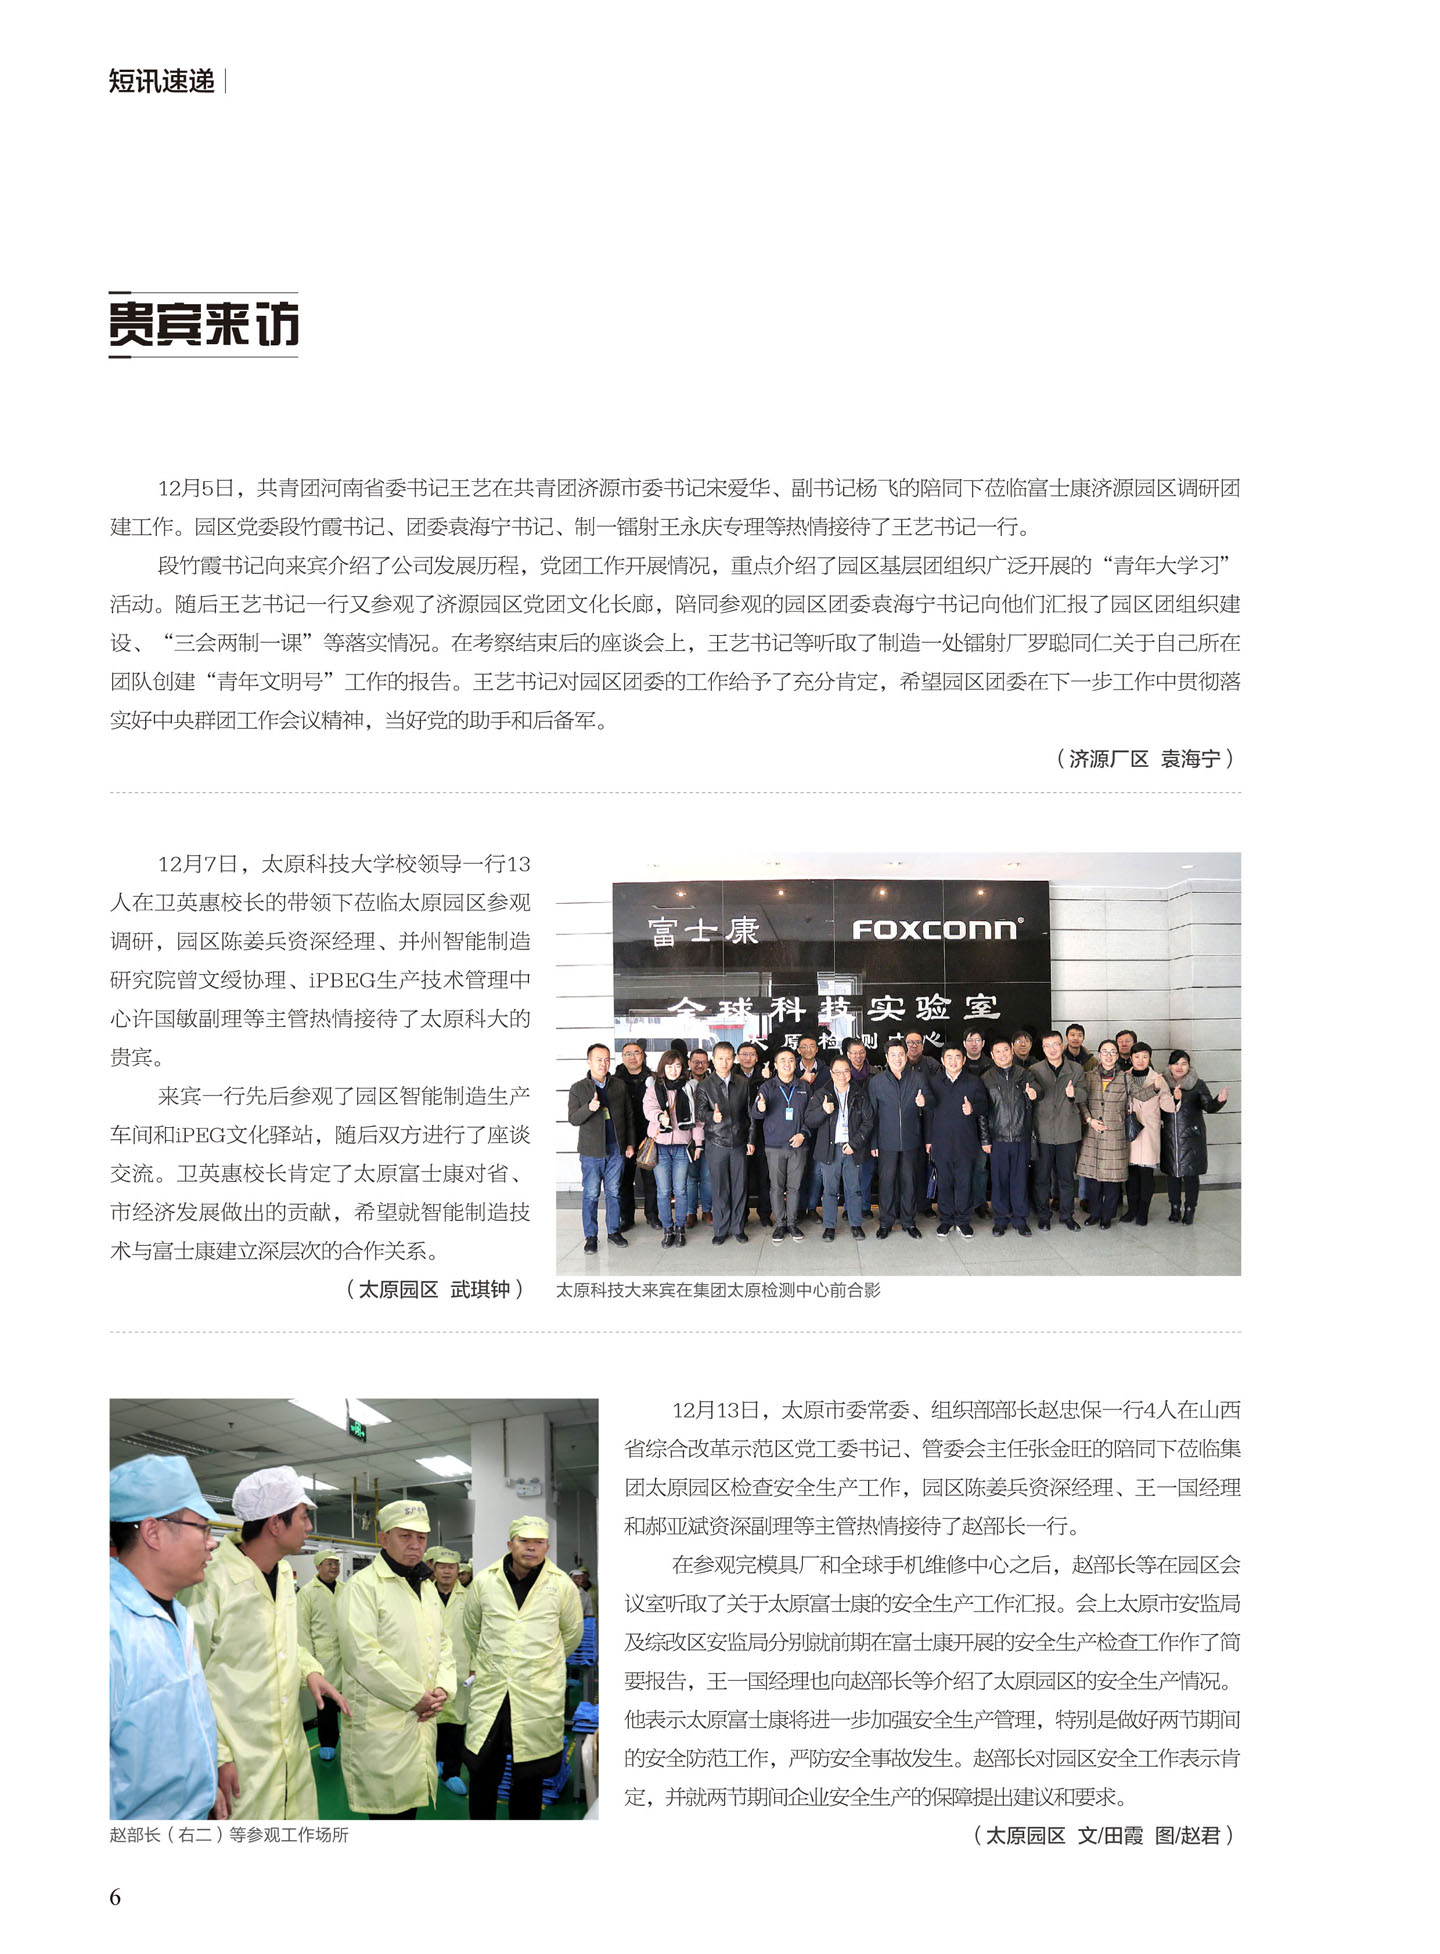 短讯速递
贵宾来访
12月5日，共青团河南省委书记王艺在共青团济源市委书记宋爱华、副书记杨飞的陪同下莅临富士康济源园区调研团
建工作。园区党委段竹霞书记、团委袁海宁书记、制一镭射王永庆专理等热情接待了王艺书记一行。
段竹霞书记向来宾介绍了公司发展历程，党团工作开展情况，重点介绍了园区基层团组织广泛开展的“青年大学习”
活动。随后王艺书记一行又参观了济源园区党团文化长廊，陪同参观的园区团委袁海宁书记向他们汇报了园区团组织建
设、“三会两制一课”等落实情况。在考察结束后的座谈会上，王艺书记等听取了制造一处镭射厂罗聪同仁关于自己所在
团队创建“青年文明号”工作的报告。王艺书记对园区团委的工作给予了充分肯定，希望园区团委在下一步工作中贯彻落
实好中央群团工作会议精神，当好党的助手和后备军。
（济源厂区 袁海宁）
12月7日，太原科技大学校领导一行13
人在卫英惠校长的带领下莅临太原园区参观
调研，园区陈姜兵资深经理、并州智能制造
研究院曾文绶协理、iPBEG生产技术管理中
心许国敏副理等主管热情接待了太原科大的
贵宾。
来宾一行先后参观了园区智能制造生产
车间和iPEG文化驿站，随后双方进行了座谈
交流。卫英惠校长肯定了太原富士康对省、
市经济发展做出的贡献，希望就智能制造技
术与富士康建立深层次的合作关系。
（太原园区 武琪钟）
富士康 FOXCONN®
全球科技实验室
太原检测中心
太原科技大来宾在集团太原检测中心前合影
12月13日，太原市委常委、组织部部长赵忠保一行4人在山西
省综合改革示范区党工委书记、管委会主任张金旺的陪同下莅临集
团太原园区检查安全生产工作，园区陈姜兵资深经理、王一国经理
和郝亚斌资深副理等主管热情接待了赵部长一行。
在参观完模具厂和全球手机维修中心之后，赵部长等在园区会
议室听取了关于太原富士康的安全生产工作汇报。会上太原市安监局
及综改区安监局分别就前期在富士康开展的安全生产检查工作作了简
要报告，王一国经理也向赵部长等介绍了太原园区的安全生产情况。
他表示太原富士康将进一步加强安全生产管理，特别是做好两节期间
的安全防范工作，严防安全事故发生。赵部长对园区安全工作表示肯
定，并就两节期间企业安全生产的保障提出建议和要求。
（太原园区 文/田霞 图/赵君）
赵部长（右二）等参观工作场所
6